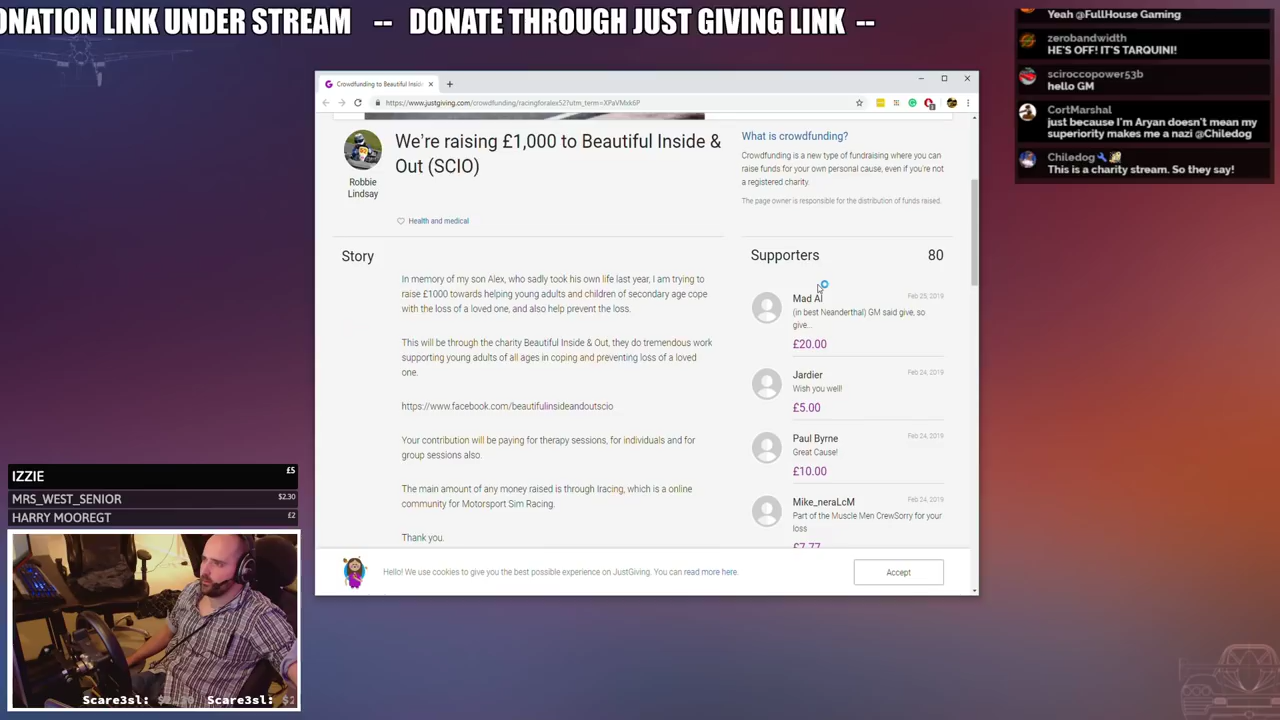 ONATION LINK UNDER STREAM -- DONATE THROUGH JUST GIVING LINK --
Yeah @FullHouse Gaming
zerobandwidth
HE'S OFF! IT'S TARQUINI!
sciroccopower53b
hello GM
CortMarshal
just because I'm Aryan doesn't mean my
superiority makes me a nazi @Chiledog
Chiledog
This is a charity stream. So they say!
Crowdfunding to Beautiful Insid
https://www.justgiving.com/crowdfunding/racingforalex52?utm_term=XPaVMxk6P
Robbie
Lindsay
We're raising £1,000 to Beautiful Inside &
Out (SCIO)
Health and medical
What is crowdfunding?
Crowdfunding is a new type of fundraising where you can
raise funds for your own personal cause, even if you're not
a registered charity.
The page owner is responsible for the distribution of funds raised.
Story
In memory of my son Alex, who sadly took his own life last year, I am trying to
raise £1000 towards helping young adults and children of secondary age cope
with the loss of a loved one, and also help prevent the loss.
This will be through the charity Beautiful Inside & Out, they do tremendous work
supporting young adults of all ages in coping and preventing loss of a loved
one.
https://www.facebook.com/beautifulinsideandoutscio
Your contribution will be paying for therapy sessions, for individuals and for
group sessions also.
The main amount of any money raised is through Iracing, which is a online
community for Motorsport Sim Racing.
Thank you.
Supporters 80
Mad Al Feb 25, 2019
(in best Neanderthal) GM said give, so
give...
£20.00
Jardier Feb 24, 2019
Wish you well!
£5.00
Paul Byrne Feb 24, 2019
Great Cause!
£10.00
Mike_neraLcM Feb 24, 2019
Part of the Muscle Men CrewSorry for your
loss
£7.77
Hello! We use cookies to give you the best possible experience on JustGiving. You can read more here.
Accept
IZZIE £5
MRS_WEST_SENIOR $2.30
HARRY MOOREGT £2
Scare3sl: Scare3sl: